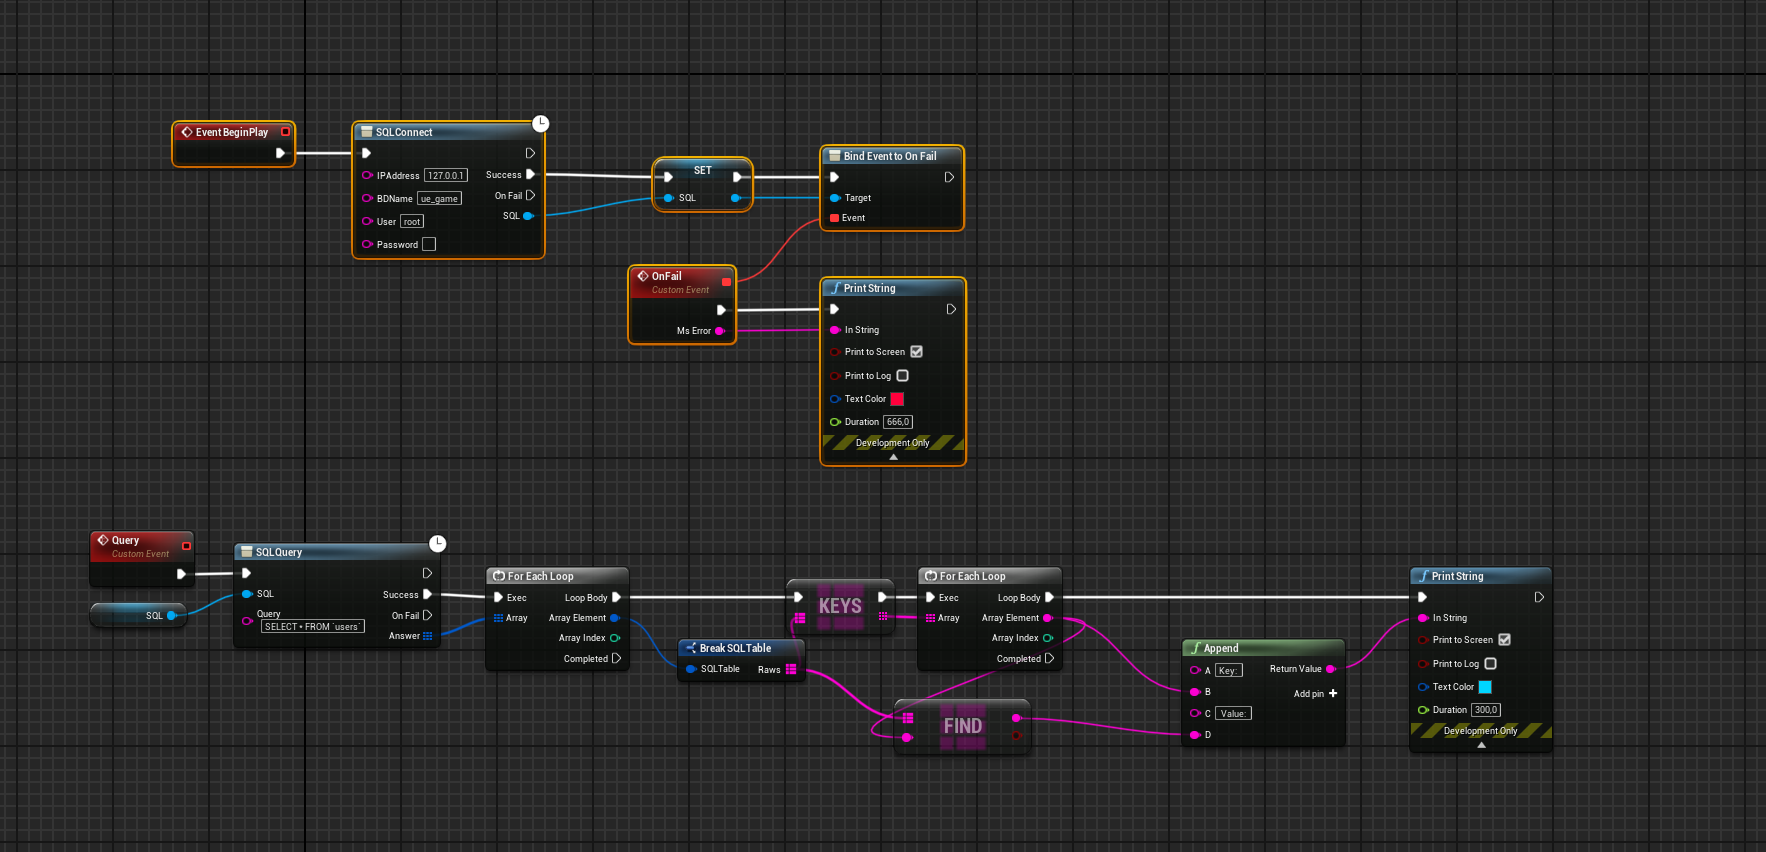 Event BeginPlay
SQLConnect
IPAddress 127.0.0.1 Success
BDName ue_game On Fail
User root SQL
Password
SET
SQL
Bind Event to On Fail
Target
Event
OnFail
Custom Event
Ms Error
Print String
In String
Print to Screen
Print to Log
Text Color
Duration 666,0
Development Only
Query
Custom Event
SQL
SQLQuery
SQL Success
Query On Fail
SELECT * FROM `users`
Answer
For Each Loop
Exec Loop Body
Array Array Element
Array Index
Completed
Break SQLTable
SQLTable Raws
KEYS
For Each Loop
Exec Loop Body
Array Array Element
Array Index
Completed
FIND
Append
A Key: Return Value
B Add pin
C Value:
D
Print String
In String
Print to Screen
Print to Log
Text Color
Duration 300,0
Development Only